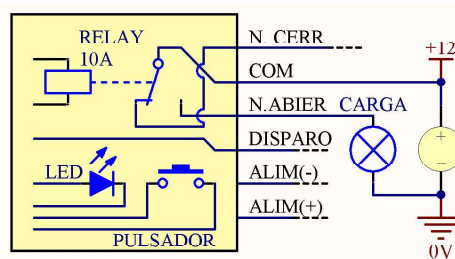 RELAY
10A
N. CERR
COM
N.ABIER
CARGA
+12
DISPARO
LED
ALIM(-)
ALIM(+)
PULSADOR
+
-
0V